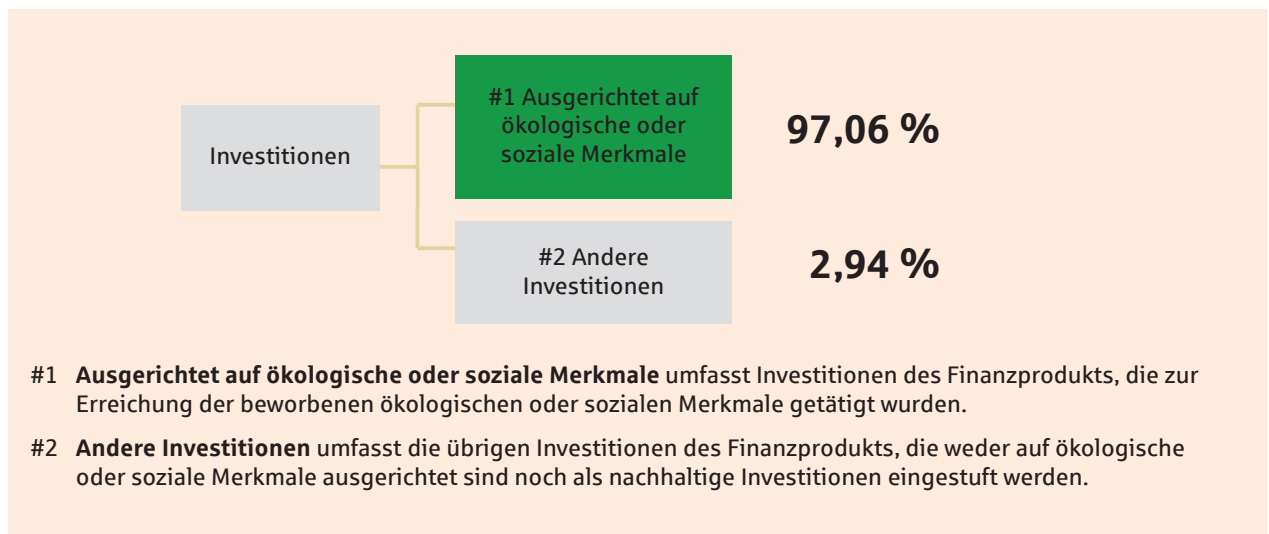 #1 Ausgerichtet auf
ökologische oder
soziale Merkmale
97,06 %
Investitionen
#2 Andere
Investitionen
2,94 %
#1 Ausgerichtet auf ökologische oder soziale Merkmale umfasst Investitionen des Finanzprodukts, die zur
Erreichung der beworbenen ökologischen oder sozialen Merkmale getätigt wurden.
#2 Andere Investitionen umfasst die übrigen Investitionen des Finanzprodukts, die weder auf ökologische
oder soziale Merkmale ausgerichtet sind noch als nachhaltige Investitionen eingestuft werden.